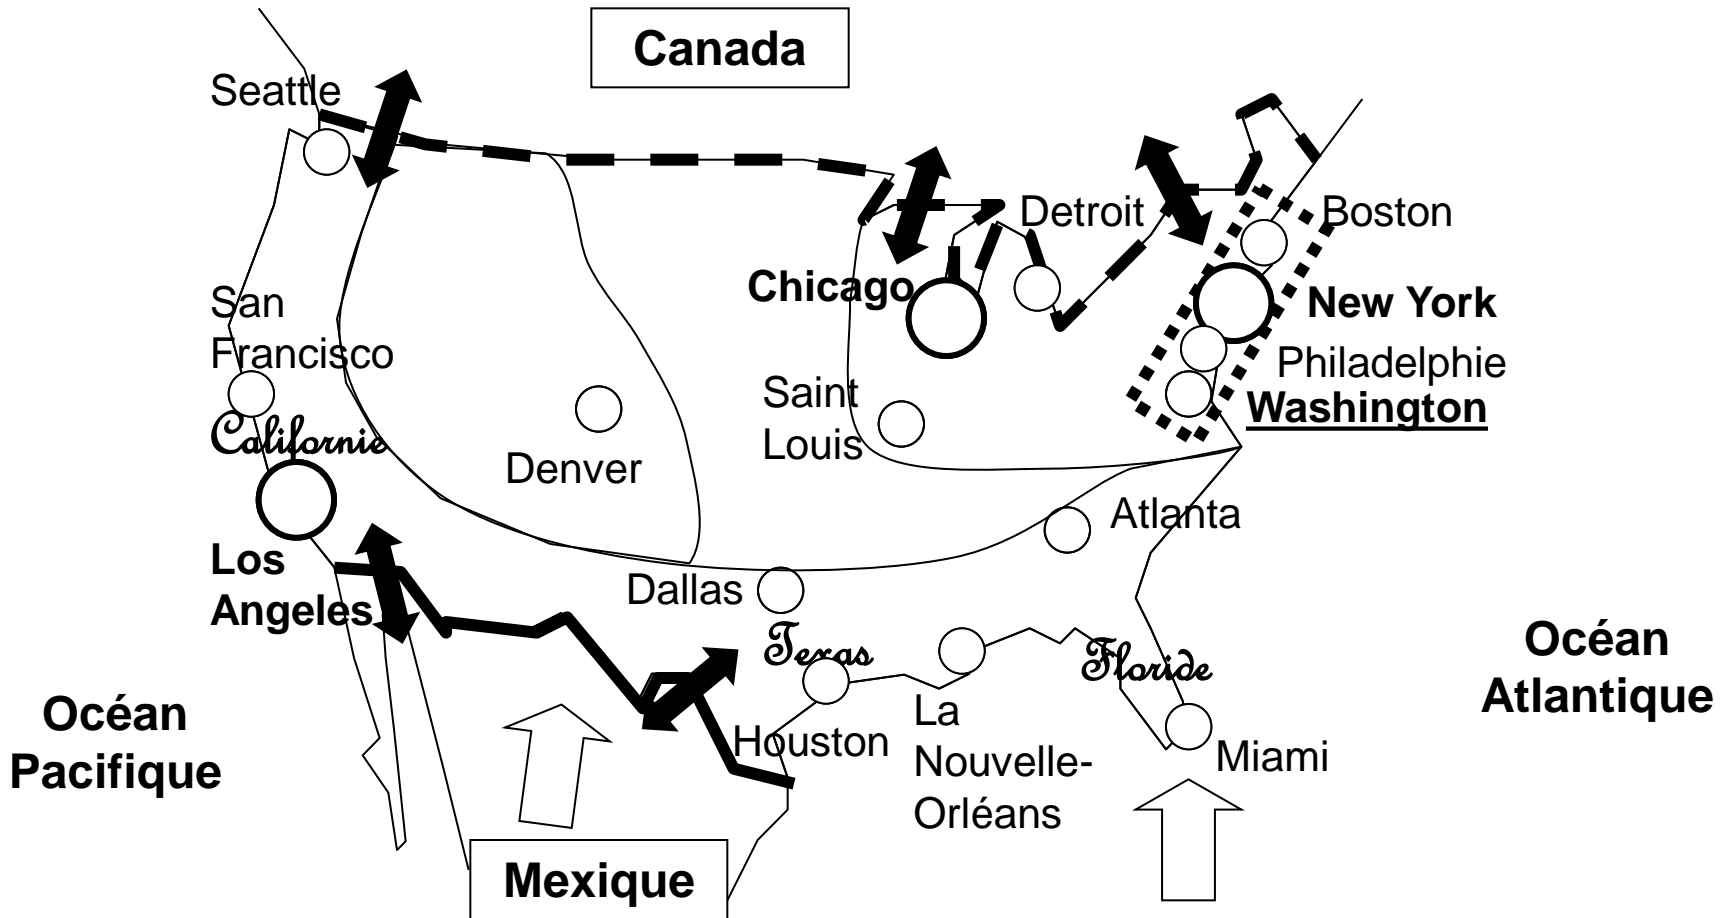 Canada
Seattle
Detroit
Boston
Chicago
New York
San
Francisco
Philadelphie
Saint
Louis
Washington
Californie
Denver
Atlanta
Los
Angeles
Dallas
Texas
Floride
Océan
Atlantique
Océan
Pacifique
Houston
La
Nouvelle-
Orléans
Miami
Mexique